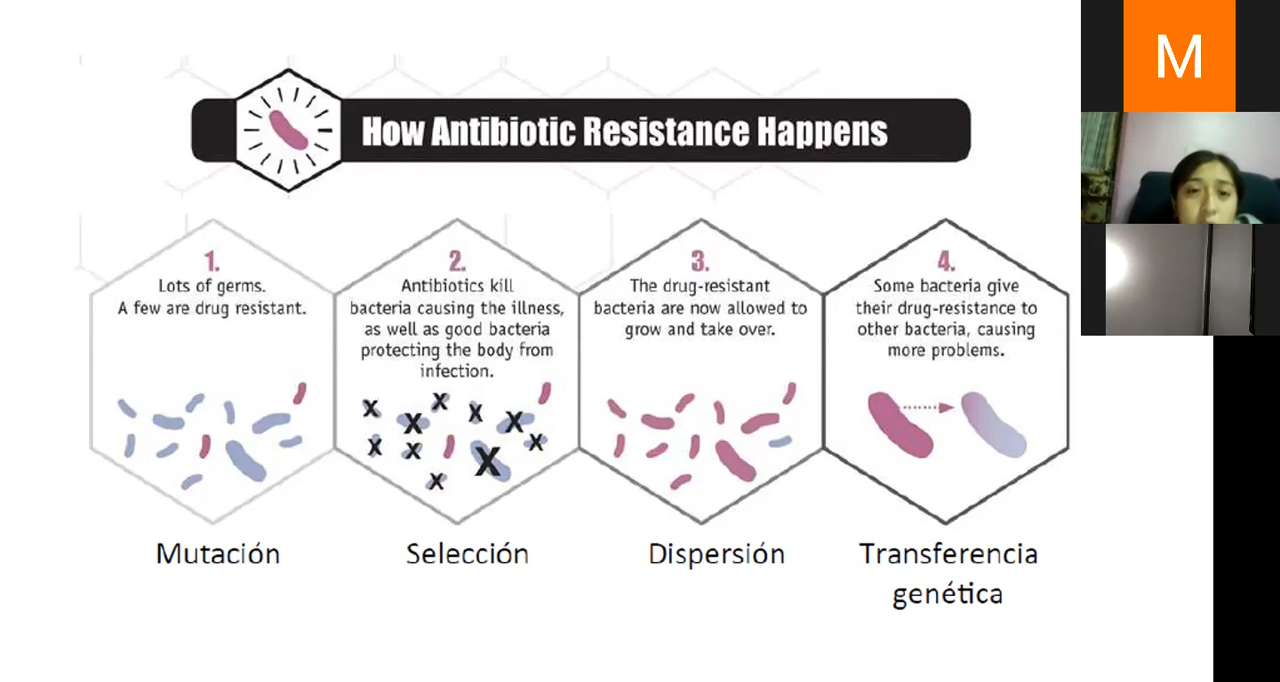 M
How Antibiotic Resistance Happens
1.
Lots of germs.
A few are drug resistant.
2.
Antibiotics kill
bacteria causing the illness,
as well as good bacteria
protecting the body from
infection.
3.
The drug-resistant
bacteria are now allowed to
grow and take over.
4.
Some bacteria give
their drug-resistance to
other bacteria, causing
more problems.
X
X
X
X
X
X
X
X
X
X
Mutación
Selección
Dispersión
Transferencia
genética